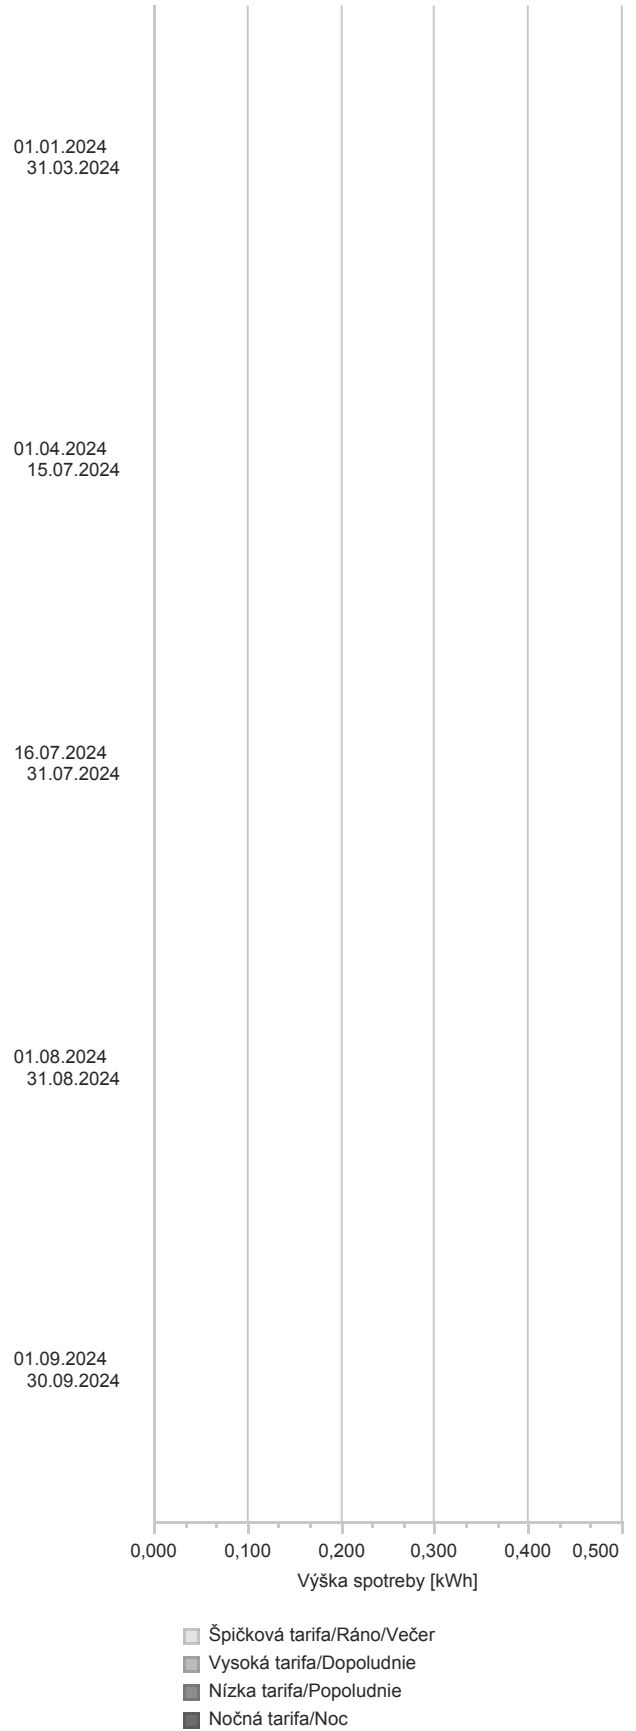 01.01.2024
31.03.2024
01.04.2024
15.07.2024
16.07.2024
31.07.2024
01.08.2024
31.08.2024
01.09.2024
30.09.2024
0,000 0,100 0,200 0,300 0,400 0,500
Výška spotreby [kWh]
Špičková tarifa/Ráno/Večer
Vysoká tarifa/Dopoludnie
Nízka tarifa/Popoludnie
Nočná tarifa/Noc